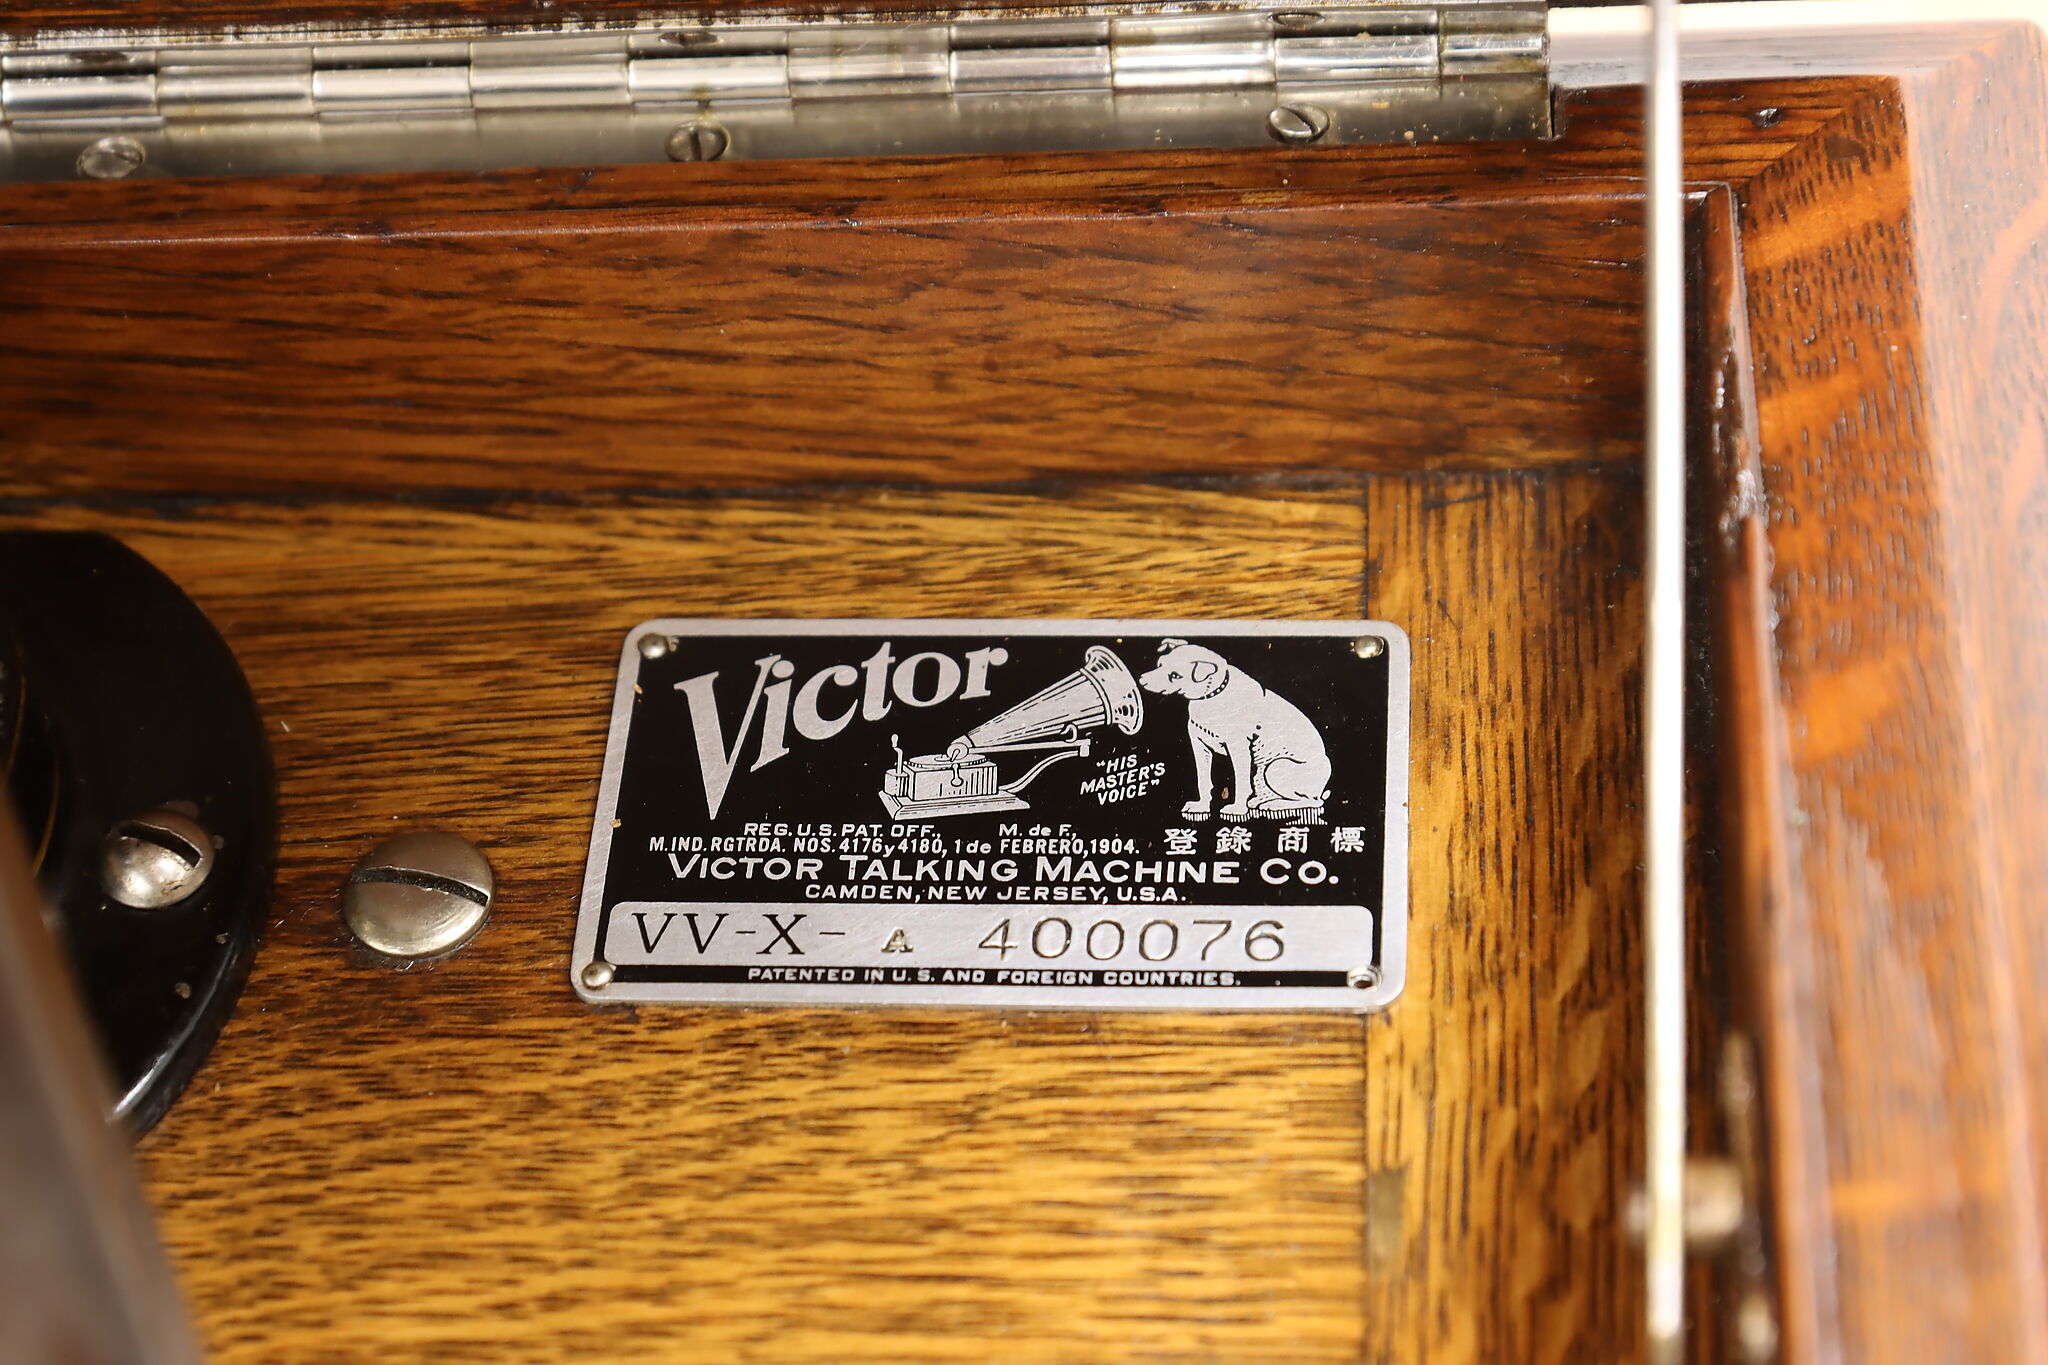 Victor
"HIS
MASTER'S
VOICE"
REG. U.S. PAT. OFF., M. de F.,
M. IND. RGTRDA. NOS. 4176 y 4180, 1 de FEBRERO, 1904. 登錄商標
VICTOR TALKING MACHINE CO.
CAMDEN, NEW JERSEY, U.S.A.
VV-X- A 400076
PATENTED IN U.S. AND FOREIGN COUNTRIES.